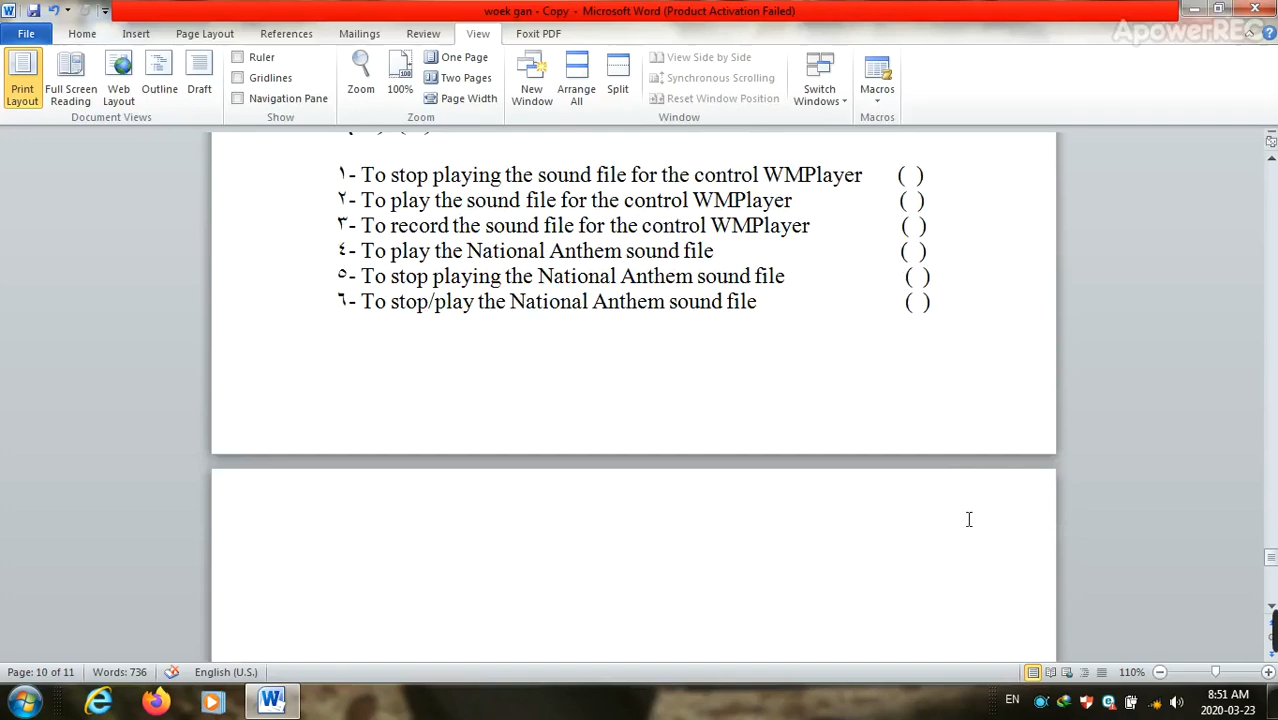 woek gan - Copy - Microsoft Word (Product Activation Failed)
ApowerREC
File Home Insert Page Layout References Mailings Review View Foxit PDF
Print Layout
Full Screen Reading
Web Layout
Outline
Draft
Document Views
Ruler
Gridlines
Navigation Pane
Show
Zoom
100%
One Page
Two Pages
Page Width
Zoom
New Window
Arrange All
Split
View Side by Side
Synchronous Scrolling
Reset Window Position
Window
Switch Windows
Macros
Macros
١- To stop playing the sound file for the control WMPlayer ( )
٢- To play the sound file for the control WMPlayer ( )
٣- To record the sound file for the control WMPlayer ( )
٤- To play the National Anthem sound file ( )
٥- To stop playing the National Anthem sound file ( )
٦- To stop/play the National Anthem sound file ( )
Page: 10 of 11 Words: 736 English (U.S.) 110%
EN 8:51 AM
2020-03-23